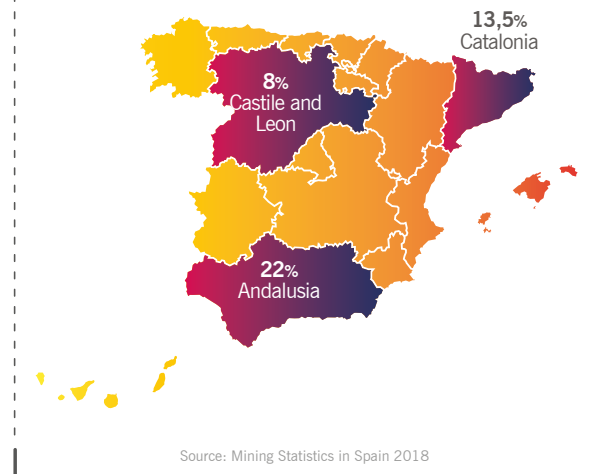 13,5%
Catalonia
8%
Castile and
Leon
22%
Andalusia
Source: Mining Statistics in Spain 2018